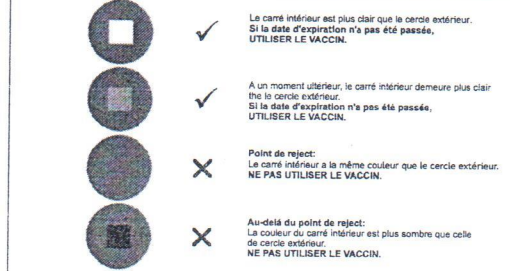 Le carré intérieur est plus clair que le cercle extérieur.
Si la date d'expiration n'a pas été passée,
UTILISER LE VACCIN.
A un moment ultérieur, le carré intérieur demeure plus clair
the le cercle extérieur.
Si la date d'expiration n'a pas été passée,
UTILISER LE VACCIN.
Point de reject:
Le carré intérieur a la même couleur que le cercle extérieur.
NE PAS UTILISER LE VACCIN.
Au-delá du point de reject:
La couleur du carré intérieur est plus sombre que celle
de cercle extérieur.
NE PAS UTILISER LE VACCIN.